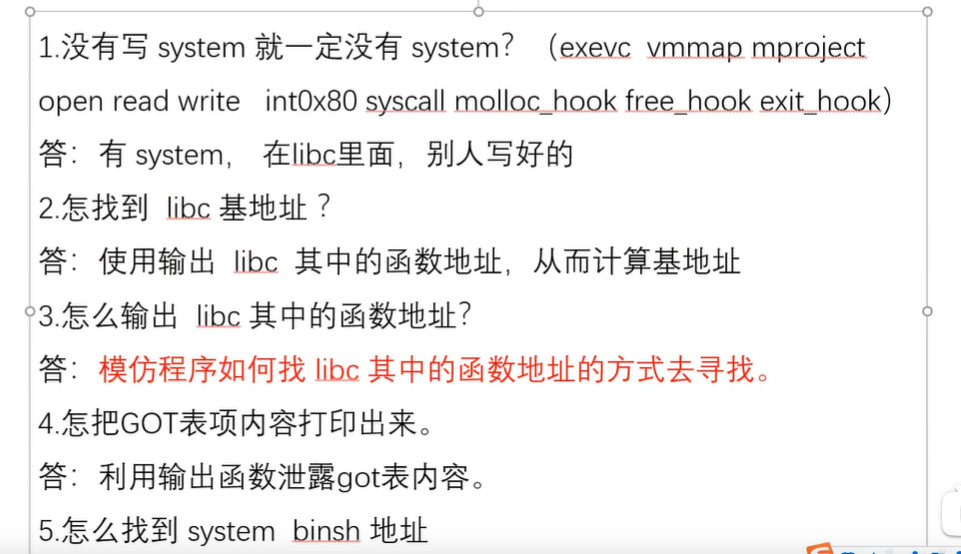 1.没有写 system 就一定没有 system？（exevc vmmap mproject
open read write int0x80 syscall molloc_hook free_hook exit_hook）
答：有 system， 在libc里面，别人写好的
2.怎找到 libc 基地址？
答：使用输出 libc 其中的函数地址，从而计算基地址
3.怎么输出 libc 其中的函数地址？
答：模仿程序如何找 libc 其中的函数地址的方式去寻找。
4.怎把GOT表项内容打印出来。
答：利用输出函数泄露got表内容。
5.怎么找到 system binsh 地址